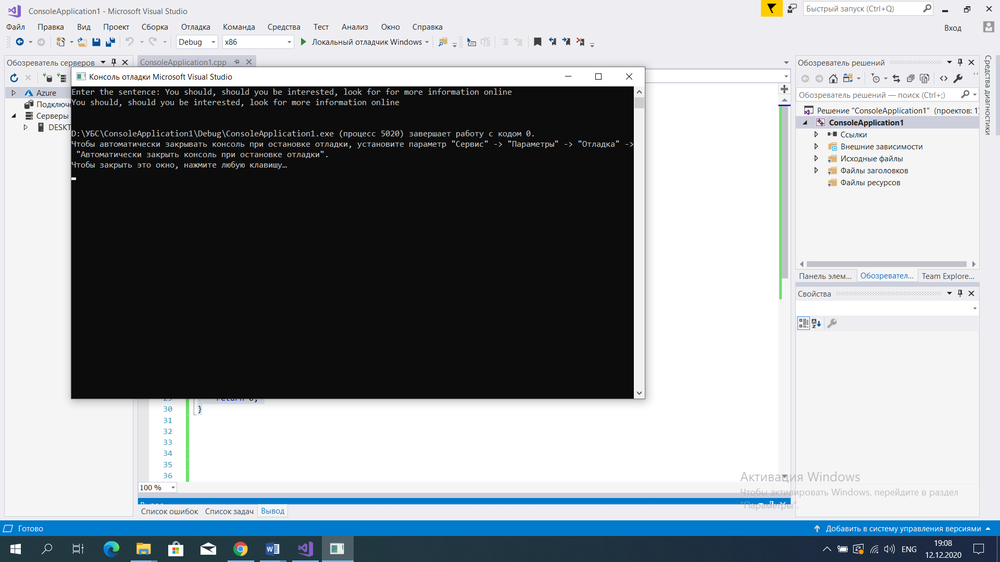 ConsoleApplication1 - Microsoft Visual Studio
Быстрый запуск (Ctrl+Q)
Файл Правка Вид Проект Сборка Отладка Команда Средства Тест Анализ Окно Справка
Вход
Debug x86 Локальный отладчик Windows
Обозреватель серверов
ConsoleApplication1.cpp
Azure
Подключе
Серверы
DESKT
Консоль отладки Microsoft Visual Studio
Enter the sentence: You should, should you be interested, look for for more information online
You should, should you be interested, look for more information online
D:\УБС\ConsoleApplication1\Debug\ConsoleApplication1.exe (процесс 5020) завершает работу с кодом 0.
Чтобы автоматически закрывать консоль при остановке отладки, установите параметр "Сервис" -> "Параметры" -> "Отладка" ->
"Автоматически закрыть консоль при остановке отладки".
Чтобы закрыть это окно, нажмите любую клавишу…
29 return 0;
30 }
31
32
33
34
35
36
100 %
Вывод
Список ошибок Список задач Вывод
Обозреватель решений
Обозреватель решений — поиск (Ctrl+;)
Решение "ConsoleApplication1" (проектов: 1)
ConsoleApplication1
Ссылки
Внешние зависимости
Исходные файлы
Файлы заголовков
Файлы ресурсов
Панель элем... Обозревател... Team Explore...
Свойства
Средства диагностики
Активация Windows
Чтобы активировать Windows, перейдите в раздел
"Параметры".
Готово
Добавить в систему управления версиями
ENG
19:08
12.12.2020